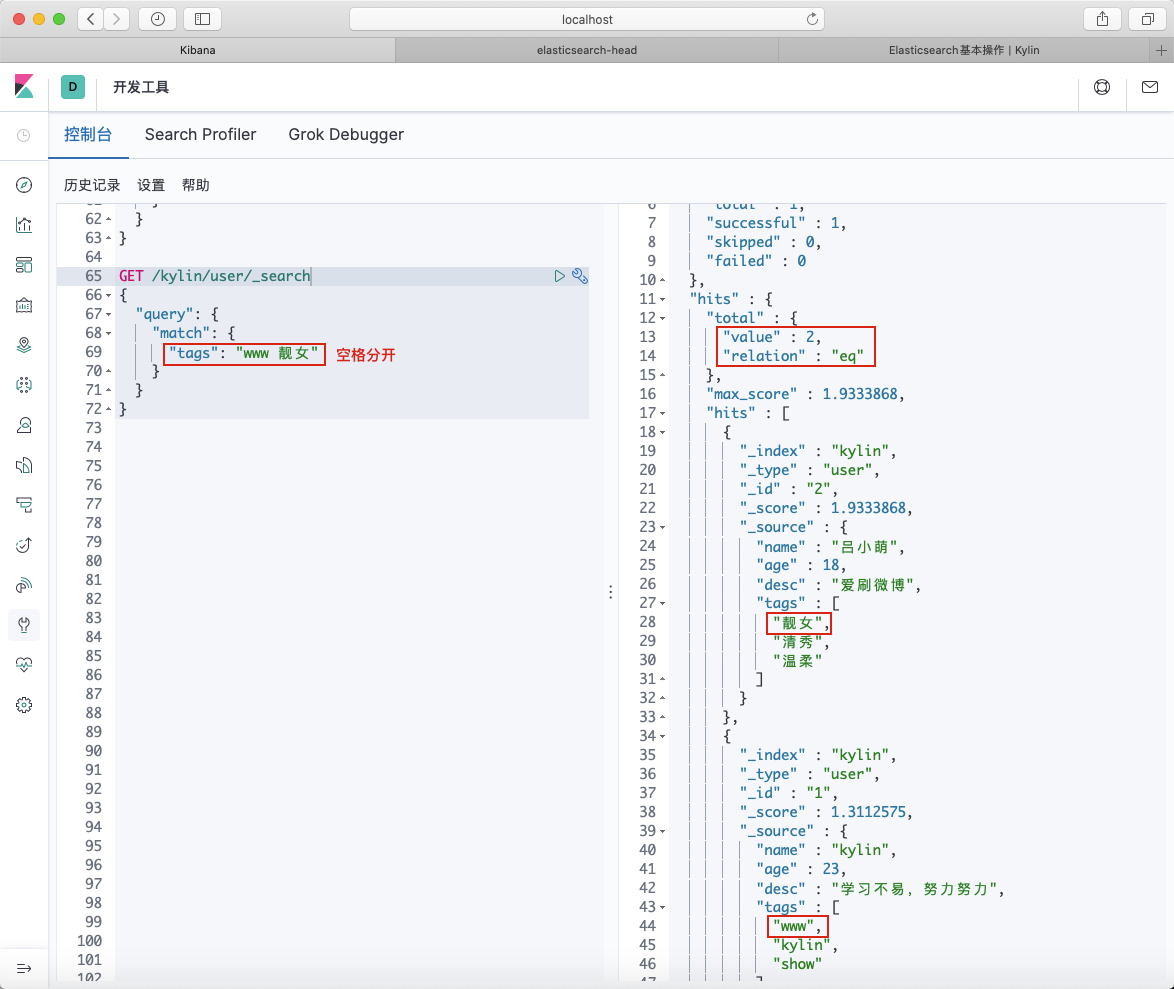 localhost
Kibana
elasticsearch-head
Elasticsearch基本操作 | Kylin
D
开发工具
控制台
Search Profiler
Grok Debugger
历史记录
设置
帮助
62 }
63 }
64
65 GET /kylin/user/_search
66 {
67 "query": {
68 "match": {
69 "tags": "www 靓女"
空格分开
70 }
71 }
72 }
73
74
75
76
77
78
79
80
81
82
83
84
85
86
87
88
89
90
91
92
93
94
95
96
97
98
99
100
101
102
6 "total" : 1,
7 "successful" : 1,
8 "skipped" : 0,
9 "failed" : 0
10 },
11 "hits" : {
12 "total" : {
13 "value" : 2,
14 "relation" : "eq"
15 },
16 "max_score" : 1.9333868,
17 "hits" : [
18 {
19 "_index" : "kylin",
20 "_type" : "user",
21 "_id" : "2",
22 "_score" : 1.9333868,
23 "_source" : {
24 "name" : "吕小萌",
25 "age" : 18,
26 "desc" : "爱刷微博",
27 "tags" : [
28 "靓女",
29 "清秀",
30 "温柔"
31 ]
32 }
33 },
34 {
35 "_index" : "kylin",
36 "_type" : "user",
37 "_id" : "1",
38 "_score" : 1.3112575,
39 "_source" : {
40 "name" : "kylin",
41 "age" : 23,
42 "desc" : "学习不易，努力努力",
43 "tags" : [
44 "www",
45 "kylin",
46 "show"
47 ]